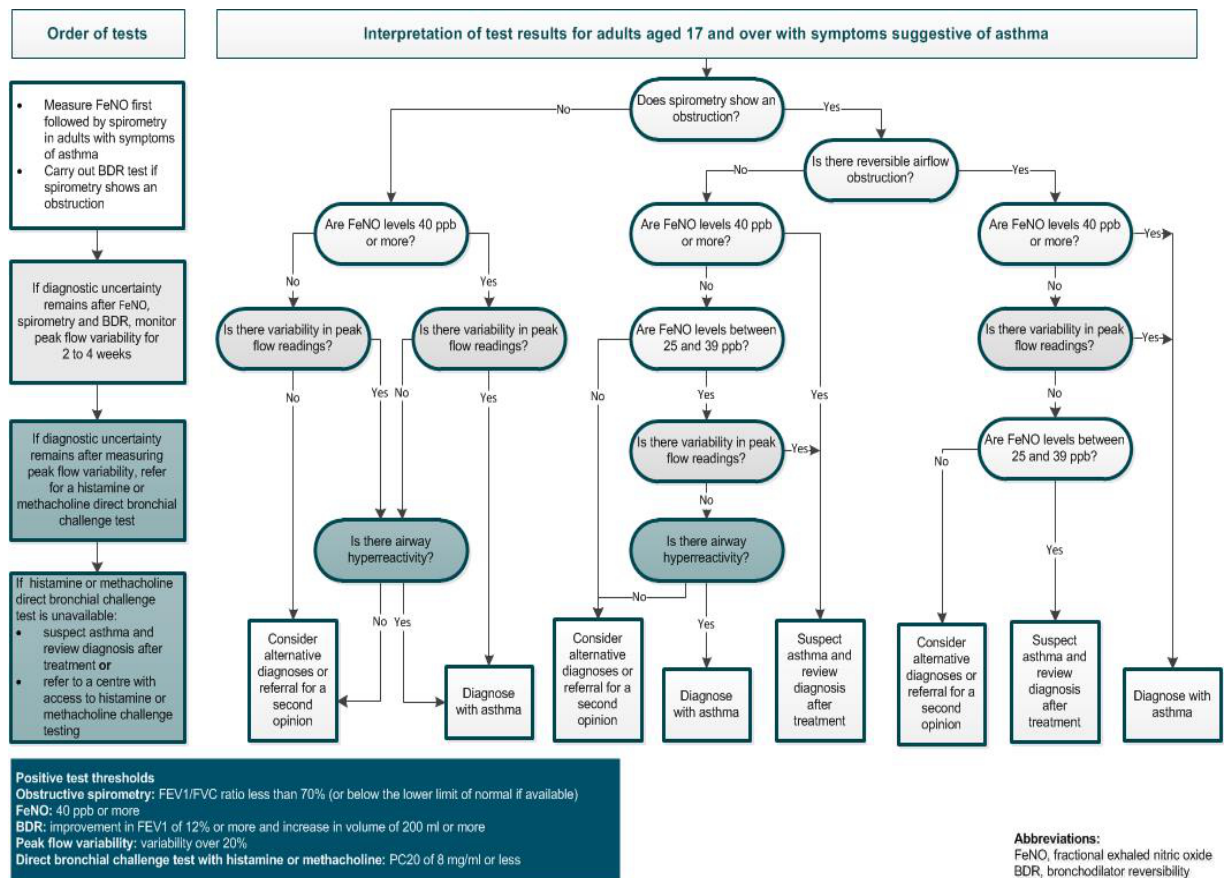 Order of tests
Interpretation of test results for adults aged 17 and over with symptoms suggestive of asthma
• Measure FeNO first
followed by spirometry
in adults with symptoms
of asthma
• Carry out BDR test if
spirometry shows an
obstruction
If diagnostic uncertainty
remains after FeNO,
spirometry and BDR, monitor
peak flow variability for
2 to 4 weeks
If diagnostic uncertainty
remains after measuring
peak flow variability, refer
for a histamine or
methacholine direct bronchial
challenge test
If histamine or methacholine
direct bronchial challenge
test is unavailable:
• suspect asthma and
review diagnosis after
treatment or
• refer to a centre with
access to histamine or
methacholine challenge
testing
Does spirometry show an
obstruction?
No
Yes
Is there reversible airflow
obstruction?
No
Yes
Are FeNO levels 40 ppb
or more?
No
Yes
Is there variability in peak
flow readings?
Is there variability in peak
flow readings?
No
Yes
No
Yes
Is there airway
hyperreactivity?
No
Yes
Consider
alternative
diagnoses or
referral for a
second
opinion
Diagnose
with asthma
Are FeNO levels 40 ppb
or more?
No
Yes
Are FeNO levels between
25 and 39 ppb?
No
Yes
Is there variability in peak
flow readings?
Yes
No
Is there airway
hyperreactivity?
No
Yes
Consider
alternative
diagnoses or
referral for a
second
opinion
Diagnose
with asthma
Suspect
asthma and
review
diagnosis
after
treatment
Are FeNO levels 40 ppb
or more?
Yes
No
Is there variability in peak
flow readings?
Yes
No
Are FeNO levels between
25 and 39 ppb?
No
Yes
Consider
alternative
diagnoses or
referral for a
second
opinion
Suspect
asthma and
review
diagnosis
after
treatment
Diagnose with
asthma
Positive test thresholds
Obstructive spirometry: FEV1/FVC ratio less than 70% (or below the lower limit of normal if available)
FeNO: 40 ppb or more
BDR: improvement in FEV1 of 12% or more and increase in volume of 200 ml or more
Peak flow variability: variability over 20%
Direct bronchial challenge test with histamine or methacholine: PC20 of 8 mg/ml or less
Abbreviations:
FeNO, fractional exhaled nitric oxide
BDR, bronchodilator reversibility